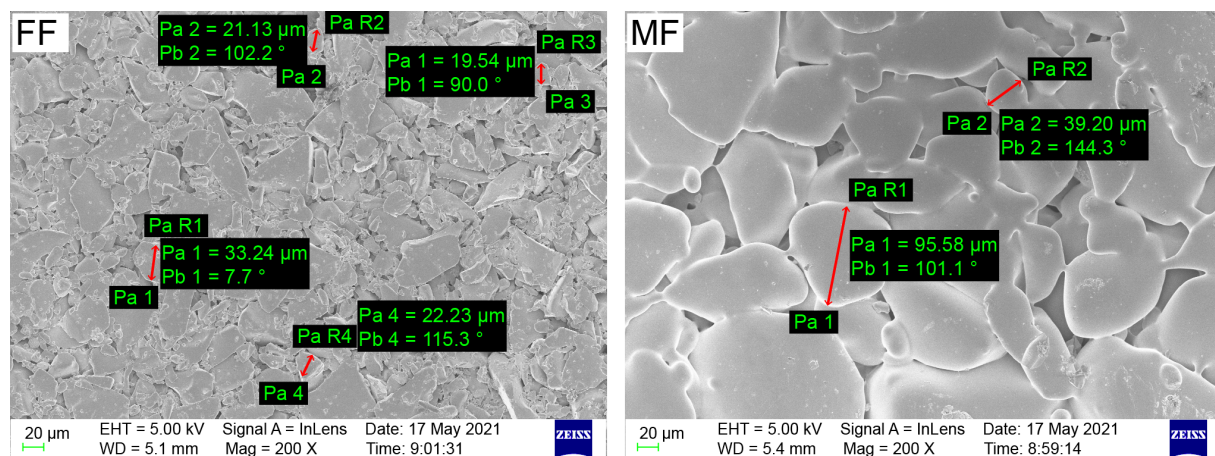 FF
Pa 2 = 21.13 µm
Pb 2 = 102.2 °
Pa R2
Pa 2
Pa 1 = 19.54 µm
Pb 1 = 90.0 °
Pa R3
Pa 3
Pa R1
Pa 1 = 33.24 µm
Pb 1 = 7.7 °
Pa 1
Pa R4
Pa 4 = 22.23 µm
Pb 4 = 115.3 °
Pa 4
20 µm
EHT = 5.00 kV
WD = 5.1 mm
Signal A = InLens
Mag = 200 X
Date: 17 May 2021
Time: 9:01:31
ZEISS
MF
Pa R2
Pa 2
Pa 2 = 39.20 µm
Pb 2 = 144.3 °
Pa R1
Pa 1 = 95.58 µm
Pb 1 = 101.1 °
Pa 1
20 µm
EHT = 5.00 kV
WD = 5.4 mm
Signal A = InLens
Mag = 200 X
Date: 17 May 2021
Time: 8:59:14
ZEISS